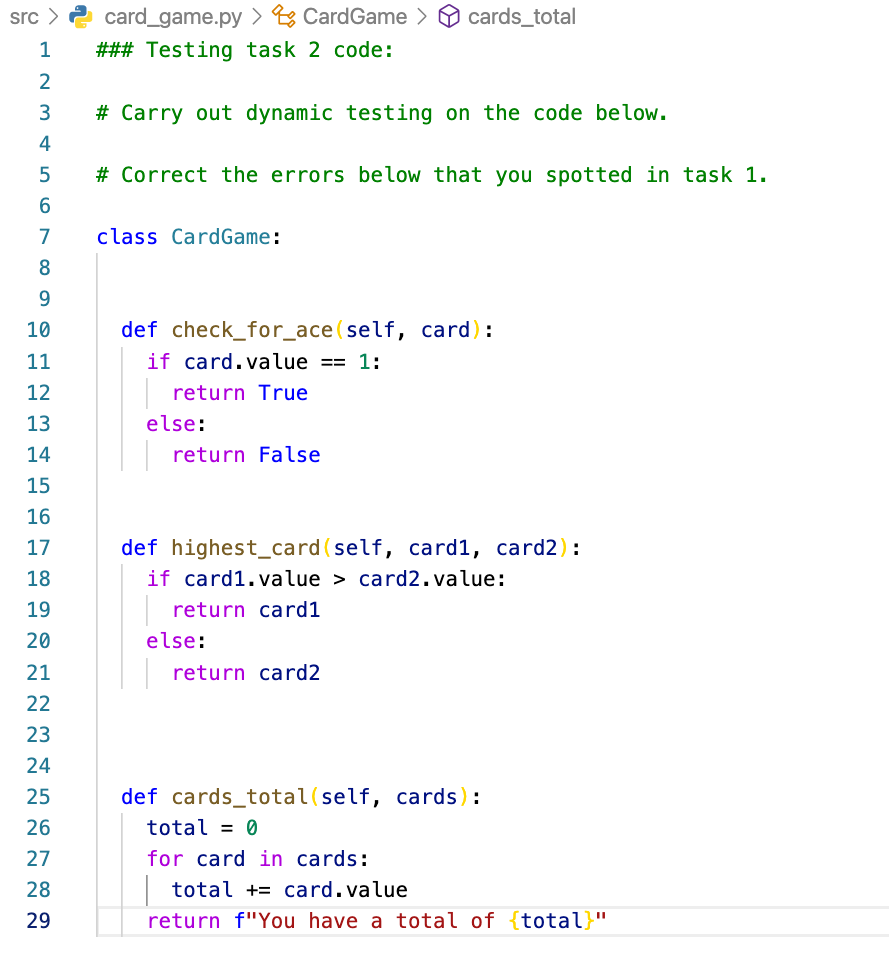 src > card_game.py > CardGame > cards_total
1 ### Testing task 2 code:
2
3 # Carry out dynamic testing on the code below.
4
5 # Correct the errors below that you spotted in task 1.
6
7 class CardGame:
8
9
10   def check_for_ace(self, card):
11     if card.value == 1:
12       return True
13     else:
14       return False
15
16
17   def highest_card(self, card1, card2):
18     if card1.value > card2.value:
19       return card1
20     else:
21       return card2
22
23
24
25   def cards_total(self, cards):
26     total = 0
27     for card in cards:
28       total += card.value
29     return f"You have a total of {total}"